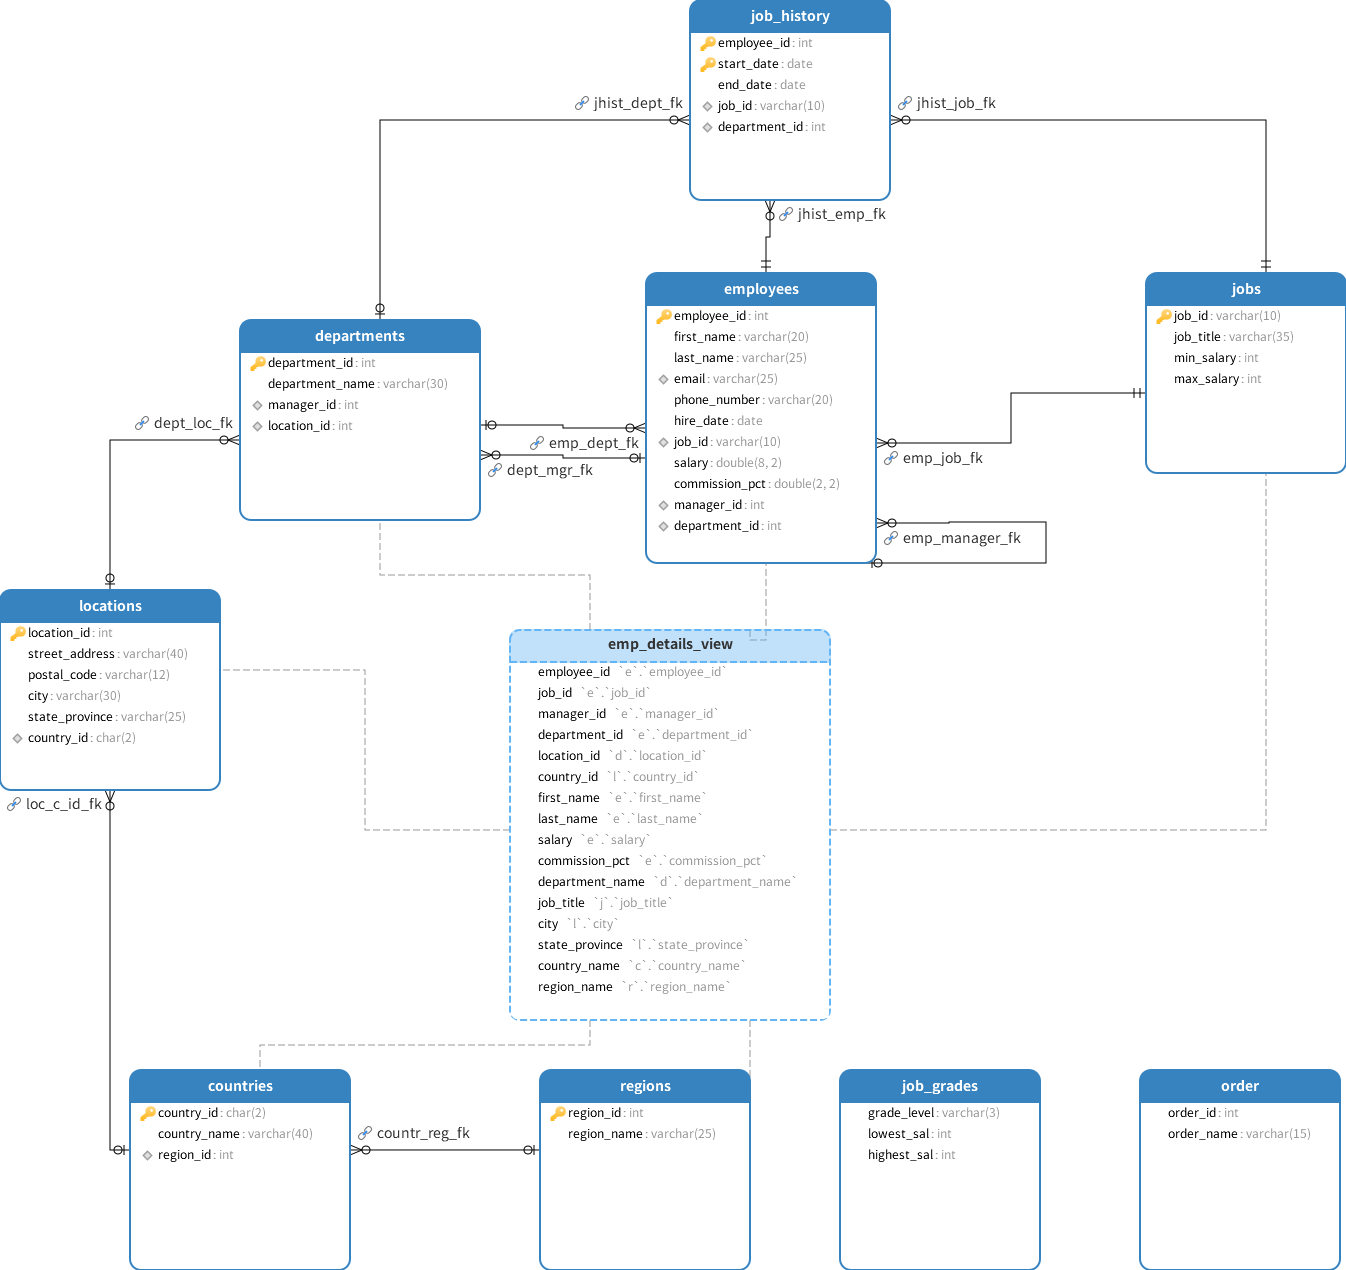 job_history
employee_id : int
start_date : date
end_date : date
job_id : varchar(10)
department_id : int
jhist_dept_fk
jhist_job_fk
jhist_emp_fk
employees
employee_id : int
first_name : varchar(20)
last_name : varchar(25)
email : varchar(25)
phone_number : varchar(20)
hire_date : date
job_id : varchar(10)
salary : double(8, 2)
commission_pct : double(2, 2)
manager_id : int
department_id : int
jobs
job_id : varchar(10)
job_title : varchar(35)
min_salary : int
max_salary : int
departments
department_id : int
department_name : varchar(30)
manager_id : int
location_id : int
dept_loc_fk
emp_dept_fk
dept_mgr_fk
emp_job_fk
emp_manager_fk
locations
location_id : int
street_address : varchar(40)
postal_code : varchar(12)
city : varchar(30)
state_province : varchar(25)
country_id : char(2)
loc_c_id_fk
emp_details_view
employee_id `e`.`employee_id`
job_id `e`.`job_id`
manager_id `e`.`manager_id`
department_id `e`.`department_id`
location_id `d`.`location_id`
country_id `l`.`country_id`
first_name `e`.`first_name`
last_name `e`.`last_name`
salary `e`.`salary`
commission_pct `e`.`commission_pct`
department_name `d`.`department_name`
job_title `j`.`job_title`
city `l`.`city`
state_province `l`.`state_province`
country_name `c`.`country_name`
region_name `r`.`region_name`
countries
country_id : char(2)
country_name : varchar(40)
region_id : int
countr_reg_fk
regions
region_id : int
region_name : varchar(25)
job_grades
grade_level : varchar(3)
lowest_sal : int
highest_sal : int
order
order_id : int
order_name : varchar(15)